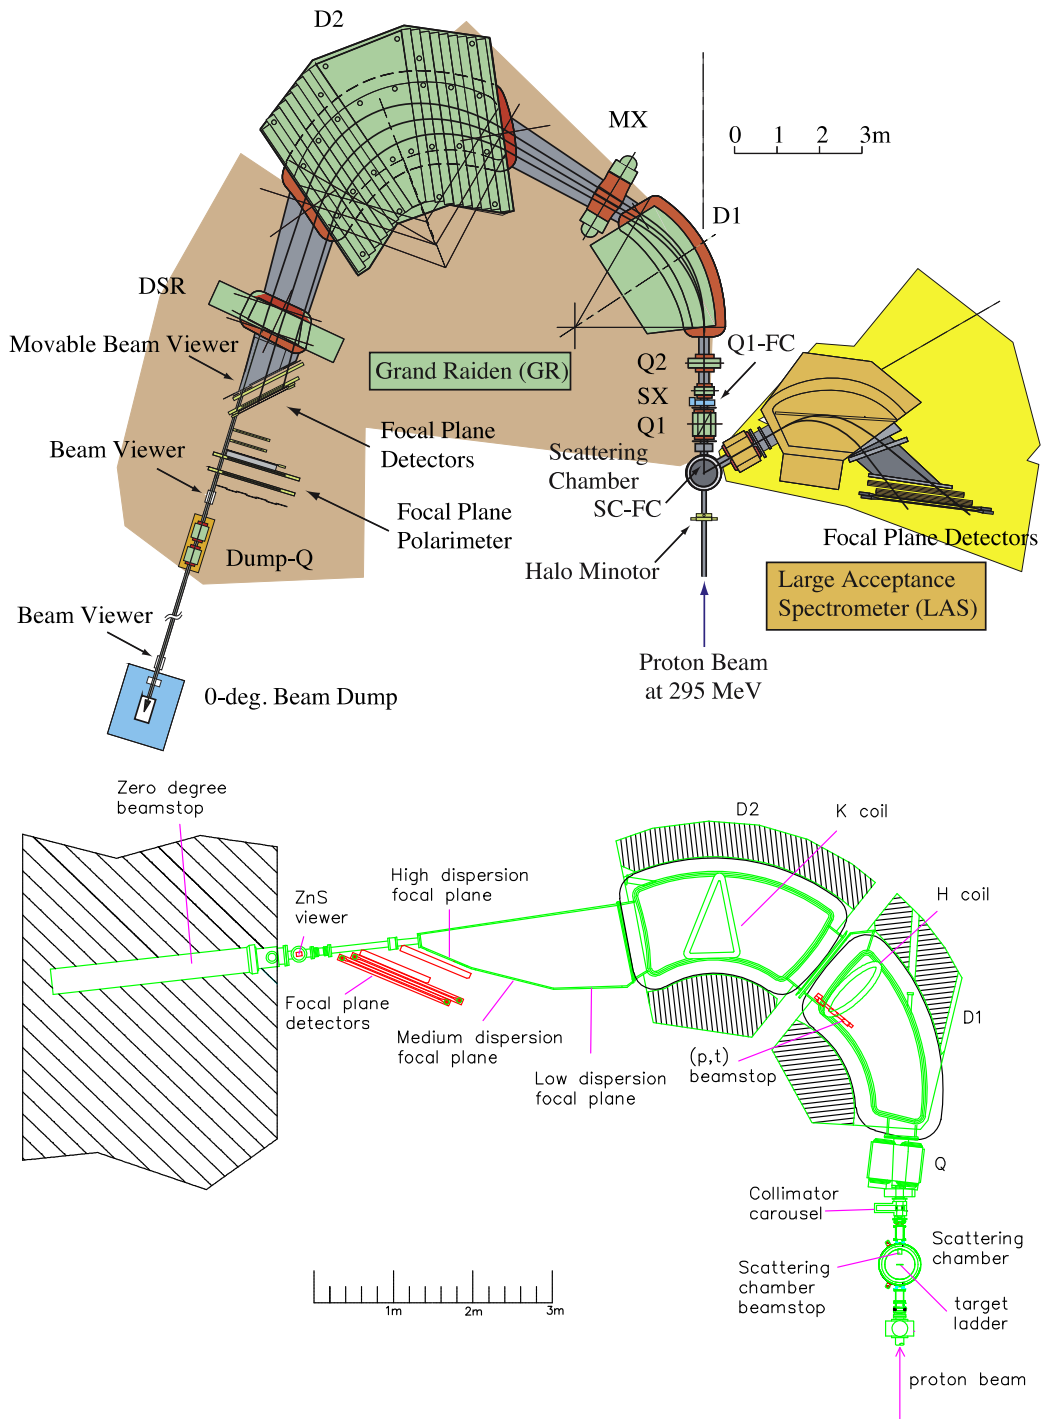 D2
MX
0 1 2 3m
D1
DSR
Movable Beam Viewer
Q1-FC
Grand Raiden (GR)
Q2
SX
Q1
Focal Plane
Detectors
Beam Viewer
Scattering
Chamber
SC-FC
Focal Plane
Polarimeter
Focal Plane Detectors
Dump-Q
Halo Minotor
Large Acceptance
Spectrometer (LAS)
Beam Viewer
Proton Beam
at 295 MeV
0-deg. Beam Dump
Zero degree
beamstop
D2
K coil
High dispersion
focal plane
ZnS
viewer
H coil
Focal plane
detectors
D1
Medium dispersion
focal plane
(p,t)
beamstop
Low dispersion
focal plane
Q
Collimator
carousel
Scattering
chamber
Scattering
chamber
beamstop
target
ladder
1m 2m 3m
proton beam